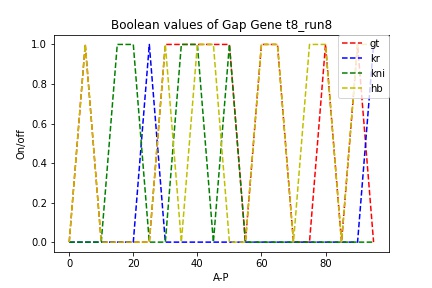 Boolean values of Gap Gene t8_run8
gt
kr
kni
hb
On/off
1.0
0.8
0.6
0.4
0.2
0.0
0 20 40 60 80
A-P